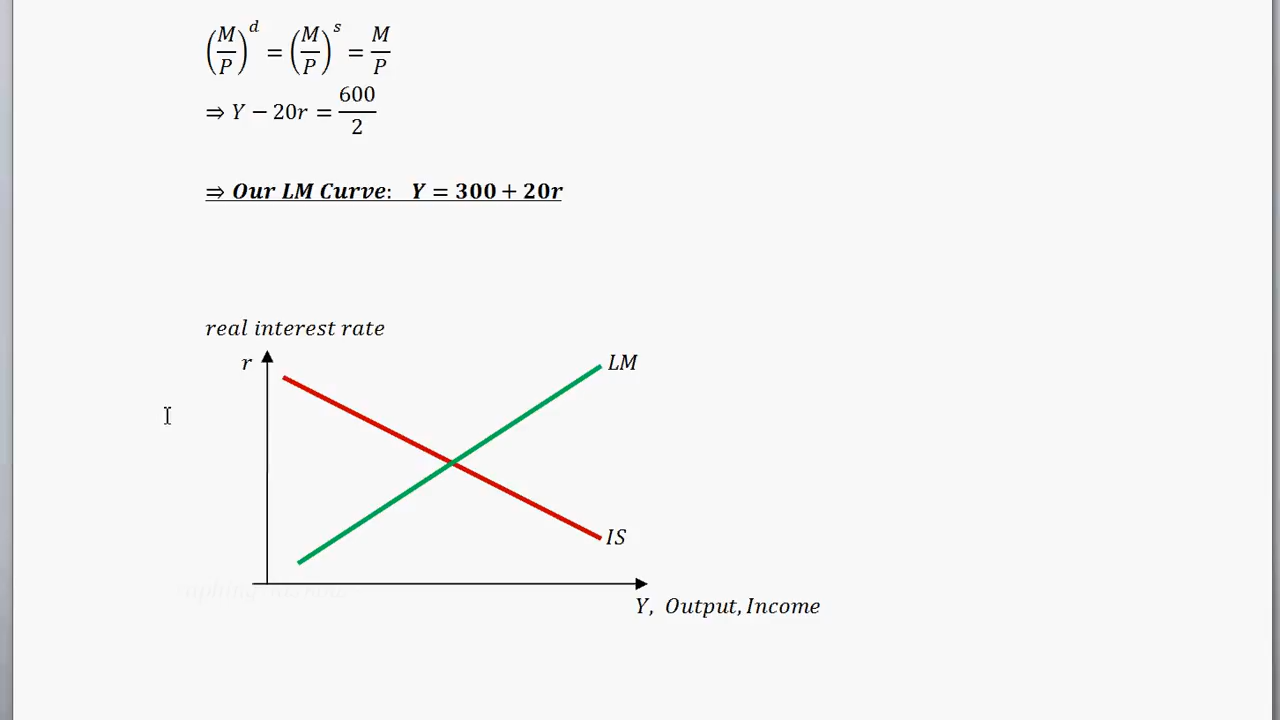 (M/P)^d = (M/P)^s = M/P
⇒ Y − 20r = 600/2
⇒ Our LM Curve: Y = 300 + 20r
real interest rate
r
LM
IS
Y, Output, Income